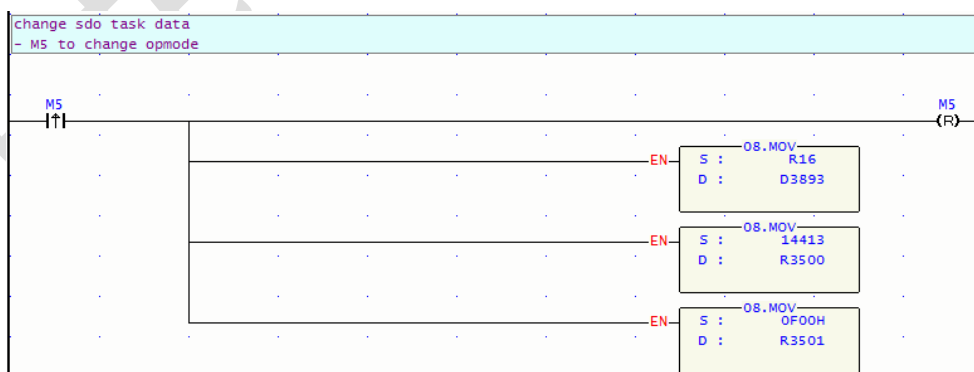 change sdo task data
- M5 to change opmode
M5
M5
(R)
08.MOV
EN
S : R16
D : D3893
08.MOV
EN
S : 14413
D : R3500
08.MOV
EN
S : 0F00H
D : R3501